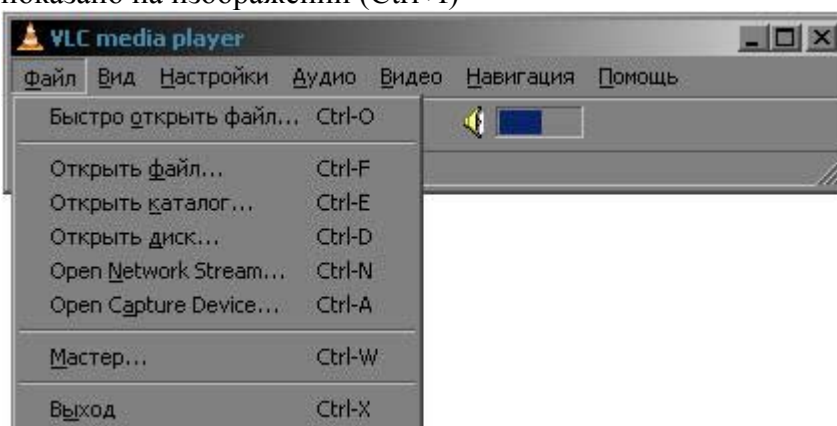 показано на изображении (Ctrl+F)
VLC media player
Файл Вид Настройки Аудио Видео Навигация Помощь
Быстро открыть файл... Ctrl-O
Открыть файл... Ctrl-F
Открыть каталог... Ctrl-E
Открыть диск... Ctrl-D
Open Network Stream... Ctrl-N
Open Capture Device... Ctrl-A
Мастер... Ctrl-W
Выход Ctrl-X